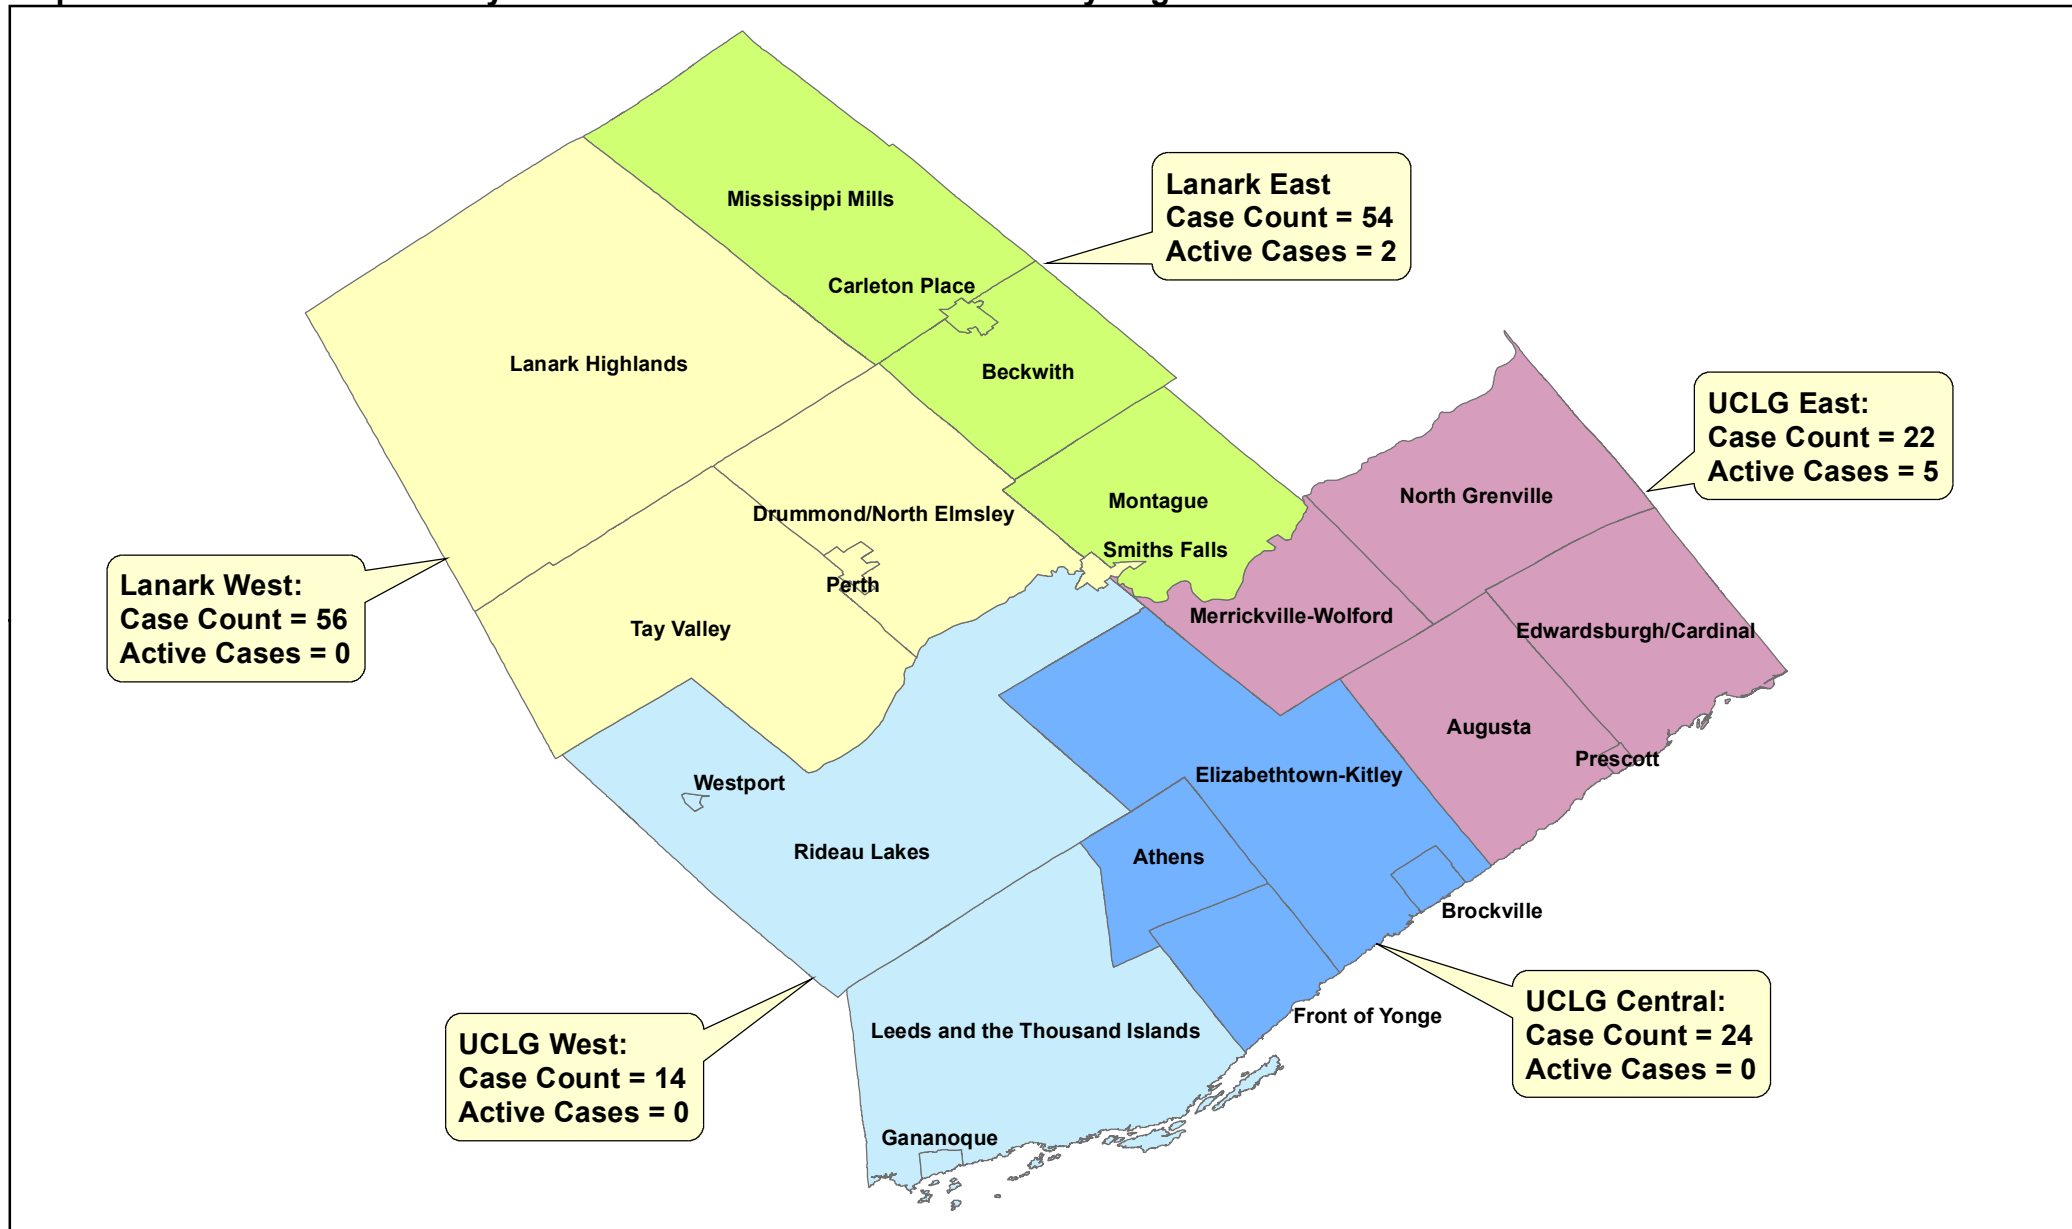 Mississippi Mills
Lanark East
Case Count = 54
Active Cases = 2
Carleton Place
Lanark Highlands
Beckwith
UCLG East:
Case Count = 22
Active Cases = 5
Montague
North Grenville
Drummond/North Elmsley
Smiths Falls
Perth
Lanark West:
Case Count = 56
Active Cases = 0
Tay Valley
Merrickville-Wolford
Edwardsburgh/Cardinal
Augusta
Prescott
Westport
Elizabethtown-Kitley
Rideau Lakes
Athens
Brockville
UCLG Central:
Case Count = 24
Active Cases = 0
Front of Yonge
Leeds and the Thousand Islands
UCLG West:
Case Count = 14
Active Cases = 0
Gananoque